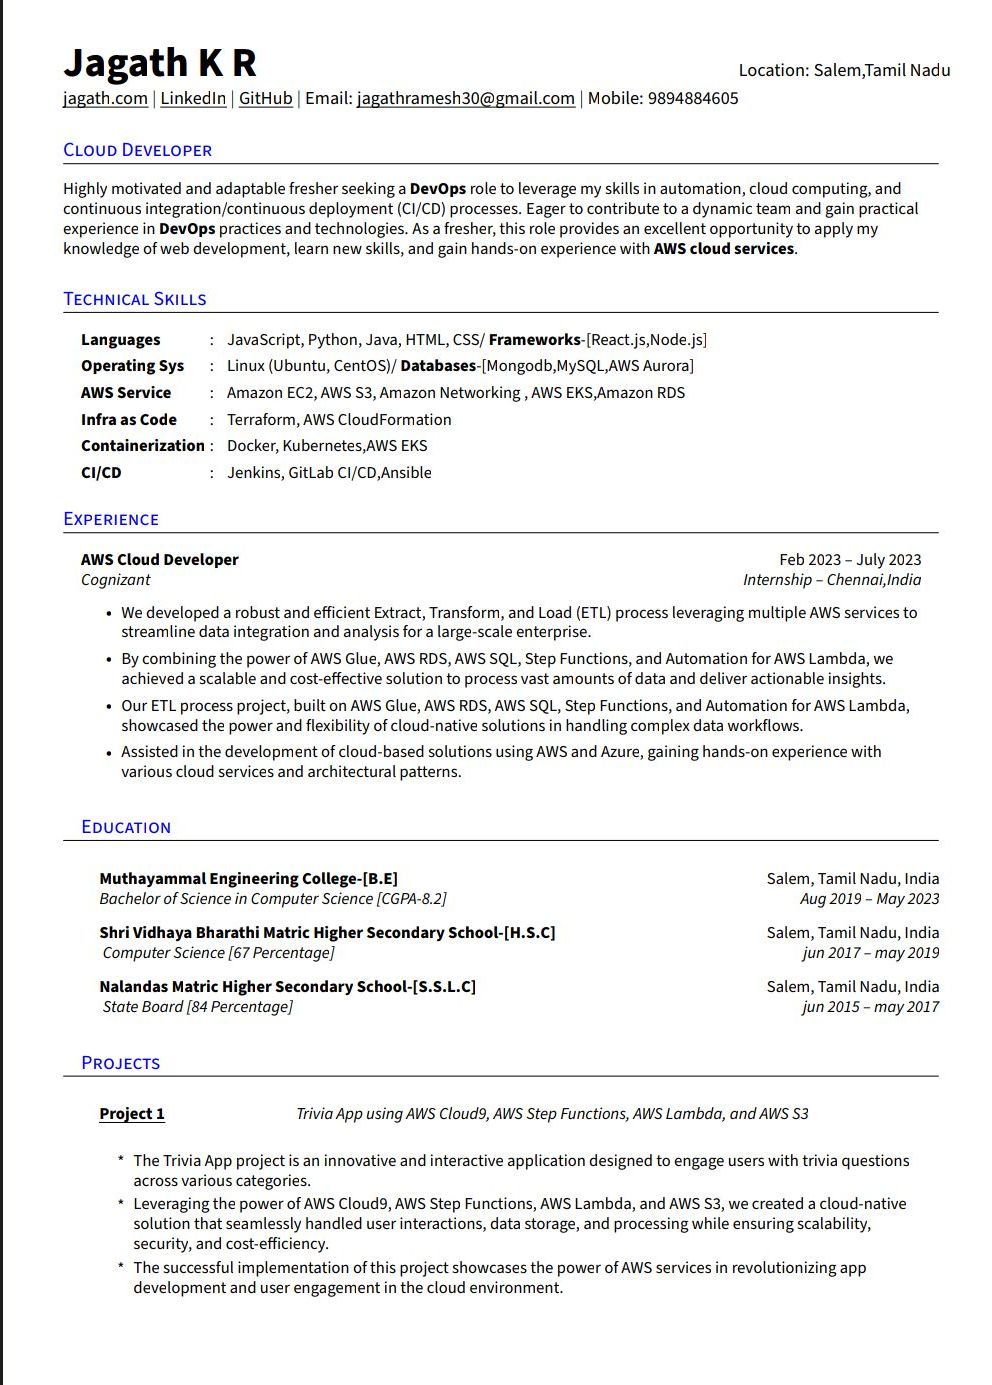 Jagath K R
Location: Salem,Tamil Nadu
jagath.com | LinkedIn | GitHub | Email: jagathramesh30@gmail.com | Mobile: 9894884605
Cloud Developer
Highly motivated and adaptable fresher seeking a DevOps role to leverage my skills in automation, cloud computing, and
continuous integration/continuous deployment (CI/CD) processes. Eager to contribute to a dynamic team and gain practical
experience in DevOps practices and technologies. As a fresher, this role provides an excellent opportunity to apply my
knowledge of web development, learn new skills, and gain hands-on experience with AWS cloud services.
Technical Skills
Languages : JavaScript, Python, Java, HTML, CSS/ Frameworks-[React.js,Node.js]
Operating Sys : Linux (Ubuntu, CentOS)/ Databases-[Mongodb,MySQL,AWS Aurora]
AWS Service : Amazon EC2, AWS S3, Amazon Networking , AWS EKS,Amazon RDS
Infra as Code : Terraform, AWS CloudFormation
Containerization : Docker, Kubernetes,AWS EKS
CI/CD : Jenkins, GitLab CI/CD,Ansible
Experience
AWS Cloud Developer Feb 2023 – July 2023
Cognizant Internship – Chennai,India
• We developed a robust and efficient Extract, Transform, and Load (ETL) process leveraging multiple AWS services to
streamline data integration and analysis for a large-scale enterprise.
• By combining the power of AWS Glue, AWS RDS, AWS SQL, Step Functions, and Automation for AWS Lambda, we
achieved a scalable and cost-effective solution to process vast amounts of data and deliver actionable insights.
• Our ETL process project, built on AWS Glue, AWS RDS, AWS SQL, Step Functions, and Automation for AWS Lambda,
showcased the power and flexibility of cloud-native solutions in handling complex data workflows.
• Assisted in the development of cloud-based solutions using AWS and Azure, gaining hands-on experience with
various cloud services and architectural patterns.
Education
Muthayammal Engineering College-[B.E] Salem, Tamil Nadu, India
Bachelor of Science in Computer Science [CGPA-8.2] Aug 2019 – May 2023
Shri Vidhaya Bharathi Matric Higher Secondary School-[H.S.C] Salem, Tamil Nadu, India
Computer Science [67 Percentage] jun 2017 – may 2019
Nalandas Matric Higher Secondary School-[S.S.L.C] Salem, Tamil Nadu, India
State Board [84 Percentage] jun 2015 – may 2017
Projects
Project 1 Trivia App using AWS Cloud9, AWS Step Functions, AWS Lambda, and AWS S3
* The Trivia App project is an innovative and interactive application designed to engage users with trivia questions
across various categories.
* Leveraging the power of AWS Cloud9, AWS Step Functions, AWS Lambda, and AWS S3, we created a cloud-native
solution that seamlessly handled user interactions, data storage, and processing while ensuring scalability,
security, and cost-efficiency.
* The successful implementation of this project showcases the power of AWS services in revolutionizing app
development and user engagement in the cloud environment.